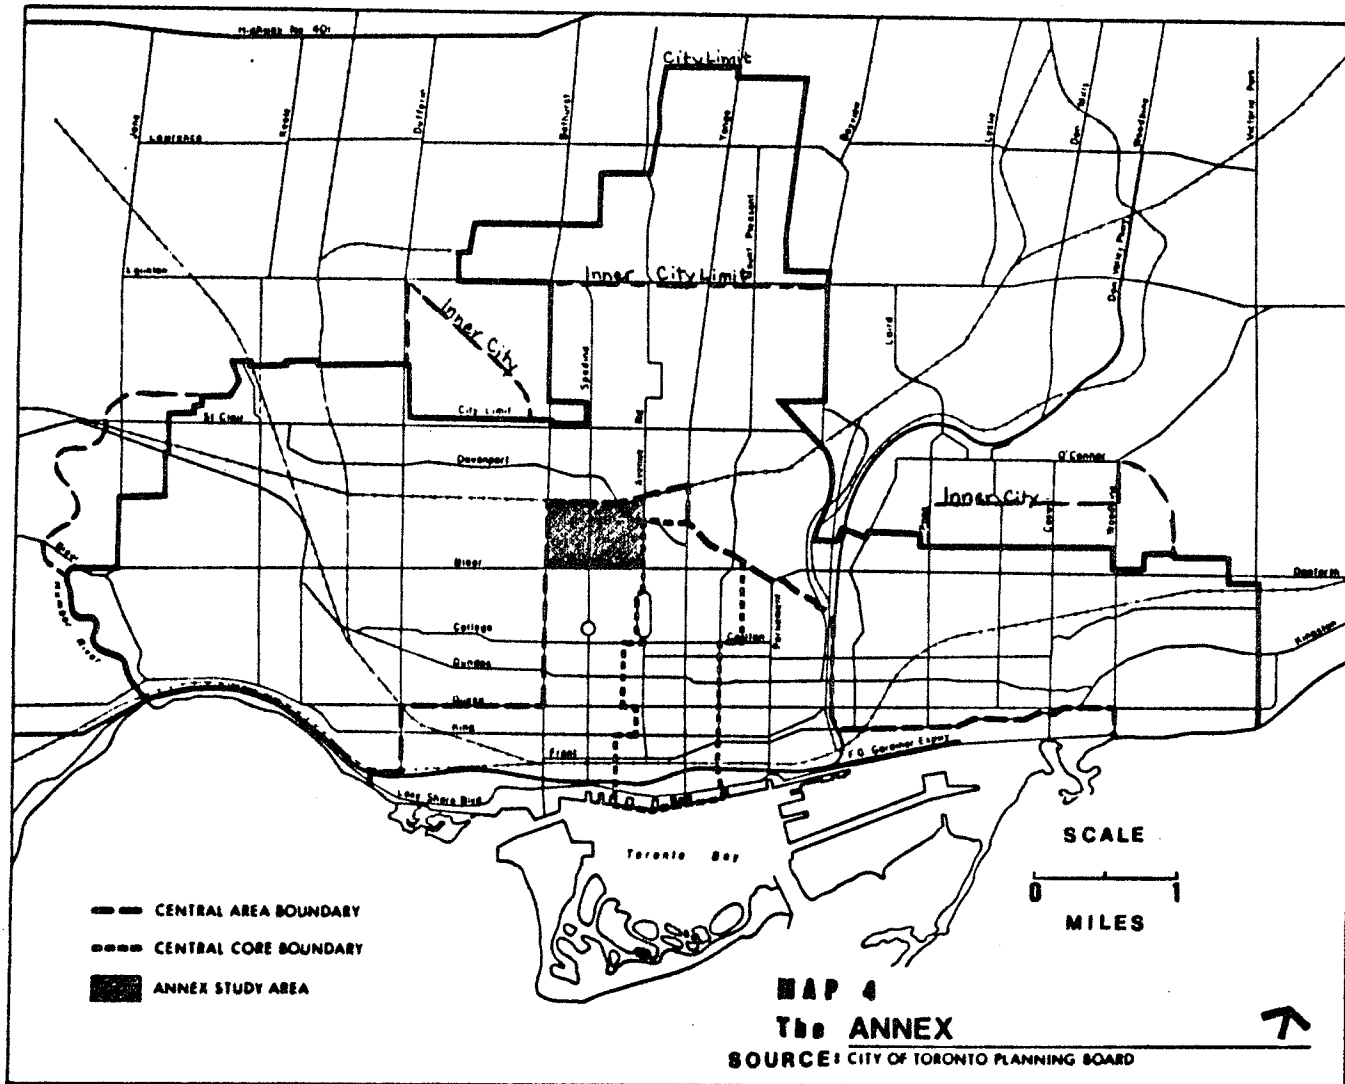 Highway No 401
City Limit
Jane
Keele
Dufferin
Bathurst
Yonge
Bayview
Leslie
Don Mills
Woodbine
Victoria Park
Lawrence
Mount Pleasant
Don Valley Pkwy
Eglinton
Inner City Limit
Inner City
Spadina
Laird
St Clair
City Limit
Avenue Rd
Davenport
O'Connor
Inner City
Pape
Coxwell
Woodbine
Bloor
Bloor
Danforth
Humber River
College
Carlton
Parliament
Kingston
Dundas
Queen
King
Front
F G Gardiner Expwy
Lake Shore Blvd
Toronto Bay
SCALE
0 1
MILES
CENTRAL AREA BOUNDARY
CENTRAL CORE BOUNDARY
ANNEX STUDY AREA
MAP 4
The ANNEX
SOURCE: CITY OF TORONTO PLANNING BOARD